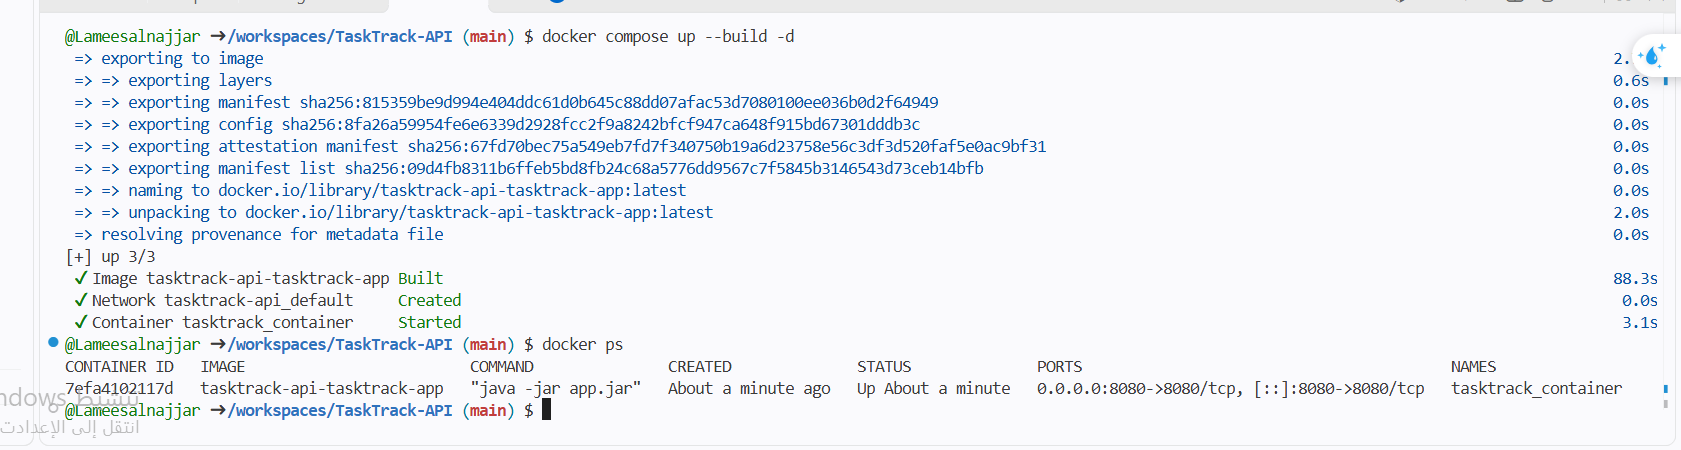 @Lameesalnajjar ➜/workspaces/TaskTrack-API (main) $ docker compose up --build -d
=> exporting to image 2.
=> => exporting layers 0.6s
=> => exporting manifest sha256:815359be9d994e404ddc61d0b645c88dd07afac53d7080100ee036b0d2f64949 0.0s
=> => exporting config sha256:8fa26a59954fe6e6339d2928fcc2f9a8242bfcf947ca648f915bd67301dddb3c 0.0s
=> => exporting attestation manifest sha256:67fd70bec75a549eb7fd7f340750b19a6d23758e56c3df3d520faf5e0ac9bf31 0.0s
=> => exporting manifest list sha256:09d4fb8311b6ffeb5bd8fb24c68a5776dd9567c7f5845b3146543d73ceb14bfb 0.0s
=> => naming to docker.io/library/tasktrack-api-tasktrack-app:latest 0.0s
=> => unpacking to docker.io/library/tasktrack-api-tasktrack-app:latest 2.0s
=> resolving provenance for metadata file 0.0s
[+] up 3/3
✔ Image tasktrack-api-tasktrack-app Built 88.3s
✔ Network tasktrack-api_default Created 0.0s
✔ Container tasktrack_container Started 3.1s
@Lameesalnajjar ➜/workspaces/TaskTrack-API (main) $ docker ps
CONTAINER ID IMAGE COMMAND CREATED STATUS PORTS NAMES
7efa4102117d tasktrack-api-tasktrack-app "java -jar app.jar" About a minute ago Up About a minute 0.0.0.0:8080->8080/tcp, [::]:8080->8080/tcp tasktrack_container
@Lameesalnajjar ➜/workspaces/TaskTrack-API (main) $
تنشيط ndows
انتقل إلى الإعدادت